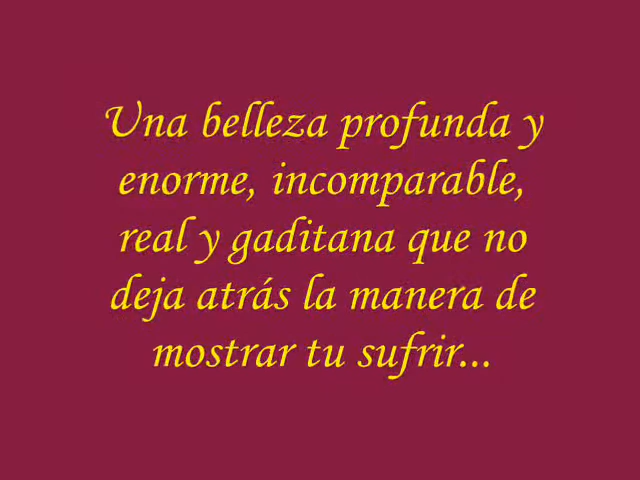 Una belleza profunda y
enorme, incomparable,
real y gaditana que no
deja atrás la manera de
mostrar tu sufrir...